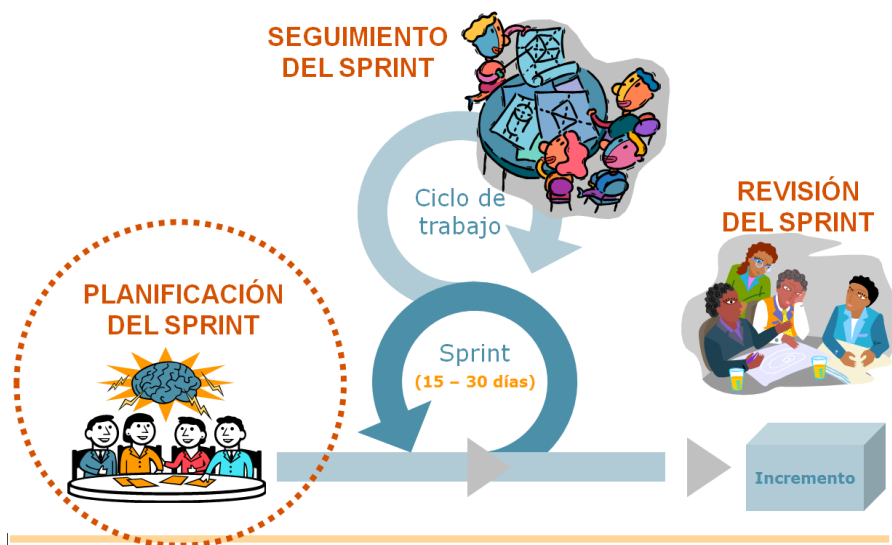 SEGUIMIENTO
DEL SPRINT
Ciclo de
trabajo
REVISIÓN
DEL SPRINT
PLANIFICACIÓN
DEL SPRINT
Sprint
(15 – 30 días)
Incremento